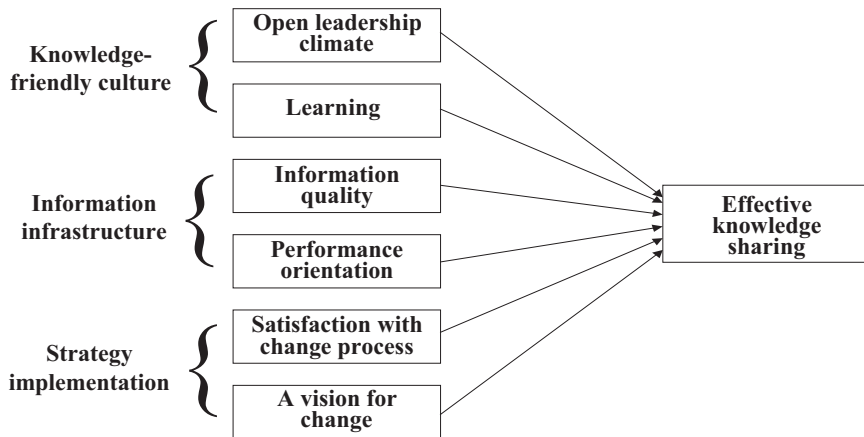 Knowledge-
friendly culture
Open leadership
climate
Learning
Information
infrastructure
Information
quality
Performance
orientation
Strategy
implementation
Satisfaction with
change process
A vision for
change
Effective
knowledge
sharing